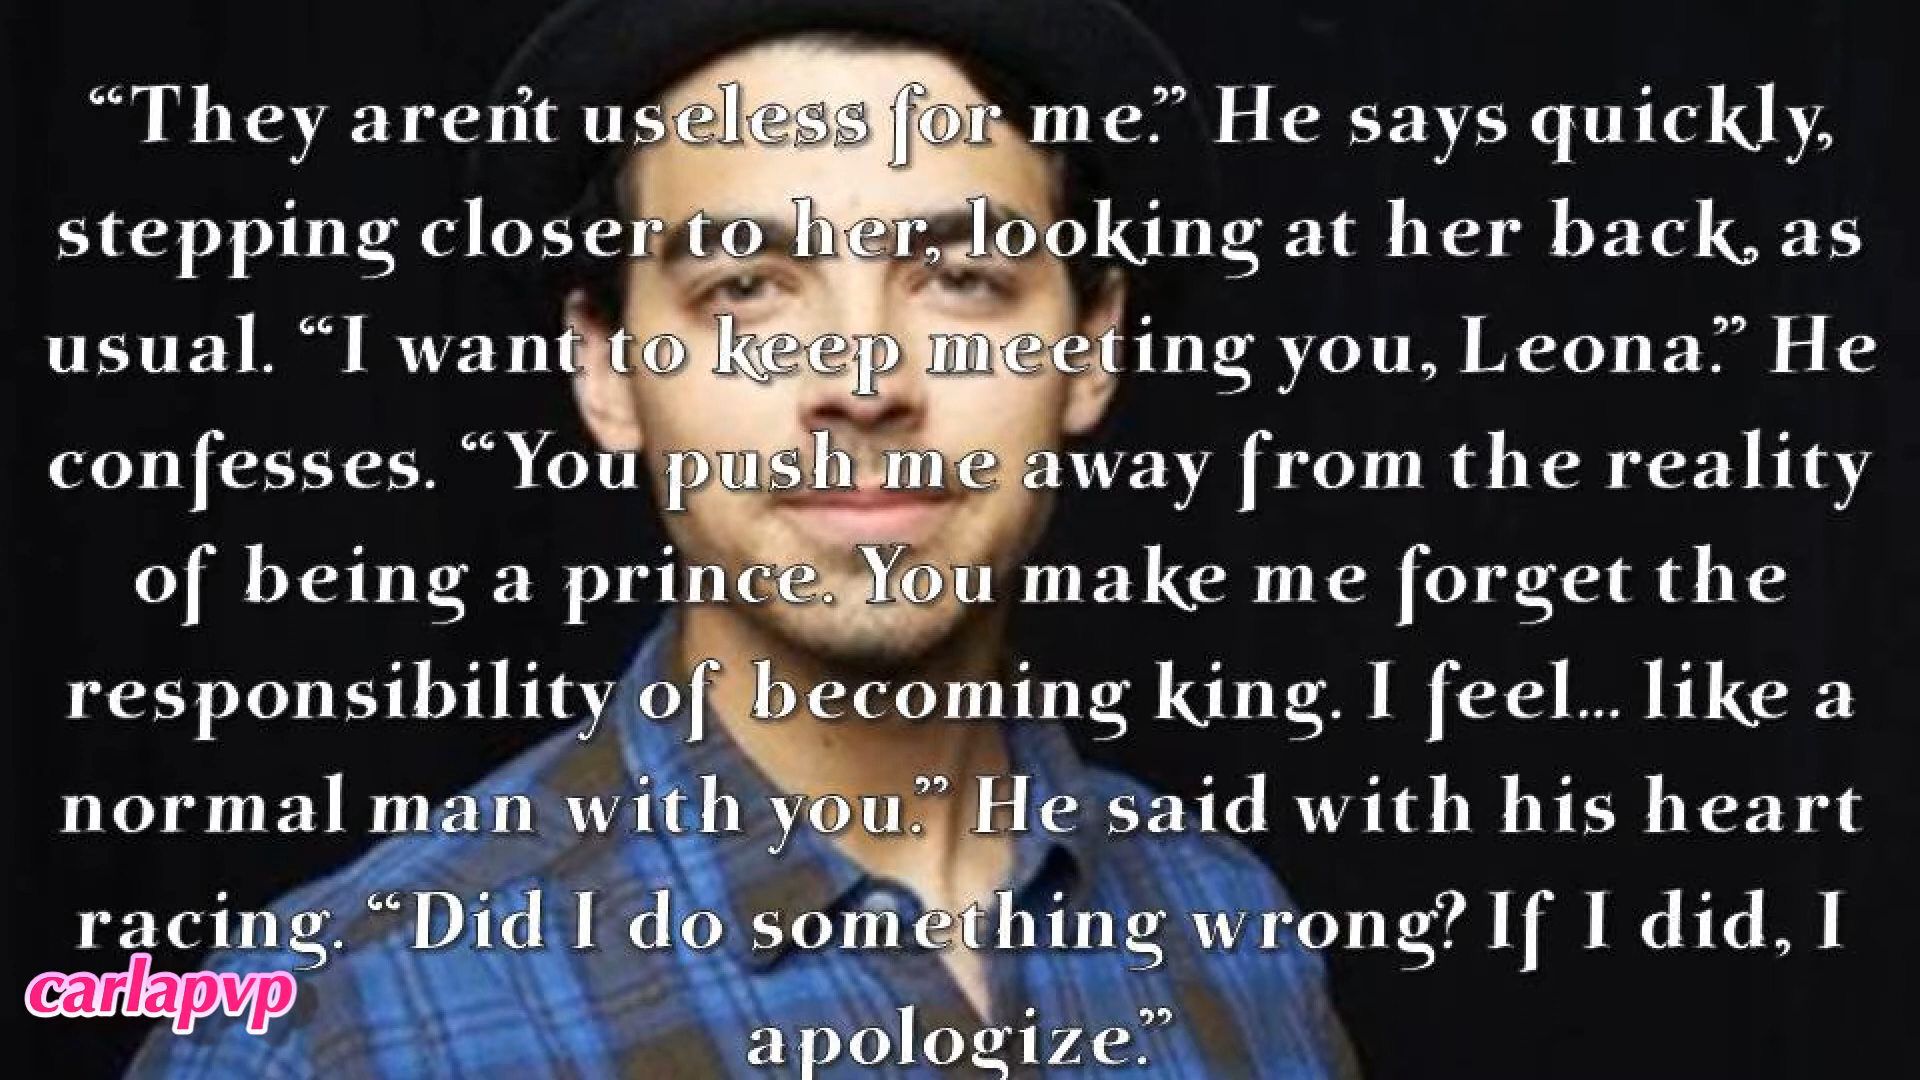 “They aren’t useless for me.” He says quickly,
stepping closer to her, looking at her back, as
usual. “I want to keep meeting you, Leona.” He
confesses. “You push me away from the reality
of being a prince. You make me forget the
responsibility of becoming king. I feel... like a
normal man with you.” He said with his heart
racing. “Did I do something wrong? If I did, I
apologize.”
carlapvp